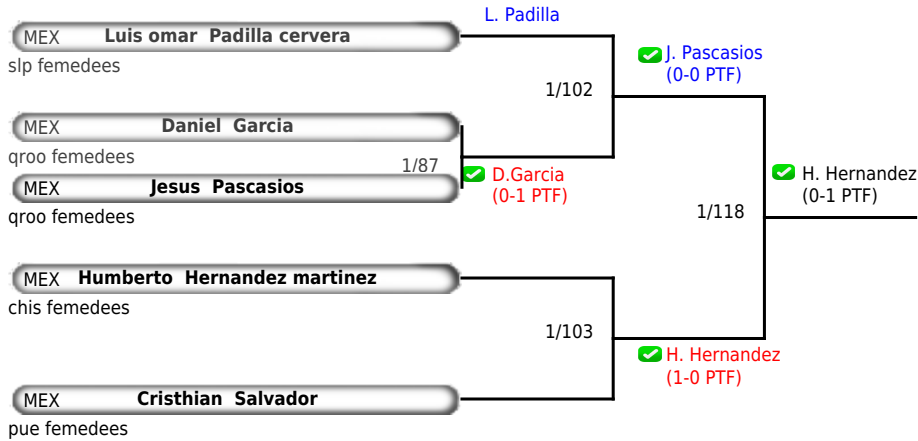 L. Padilla
MEX Luis omar Padilla cervera
slp femedees
J. Pascasios
(0-0 PTF)
1/102
MEX Daniel Garcia
qroo femedees
1/87
D.Garcia
(0-1 PTF)
MEX Jesus Pascasios
qroo femedees
H. Hernandez
(0-1 PTF)
1/118
MEX Humberto Hernandez martinez
chis femedees
1/103
H. Hernandez
(1-0 PTF)
MEX Cristhian Salvador
pue femedees